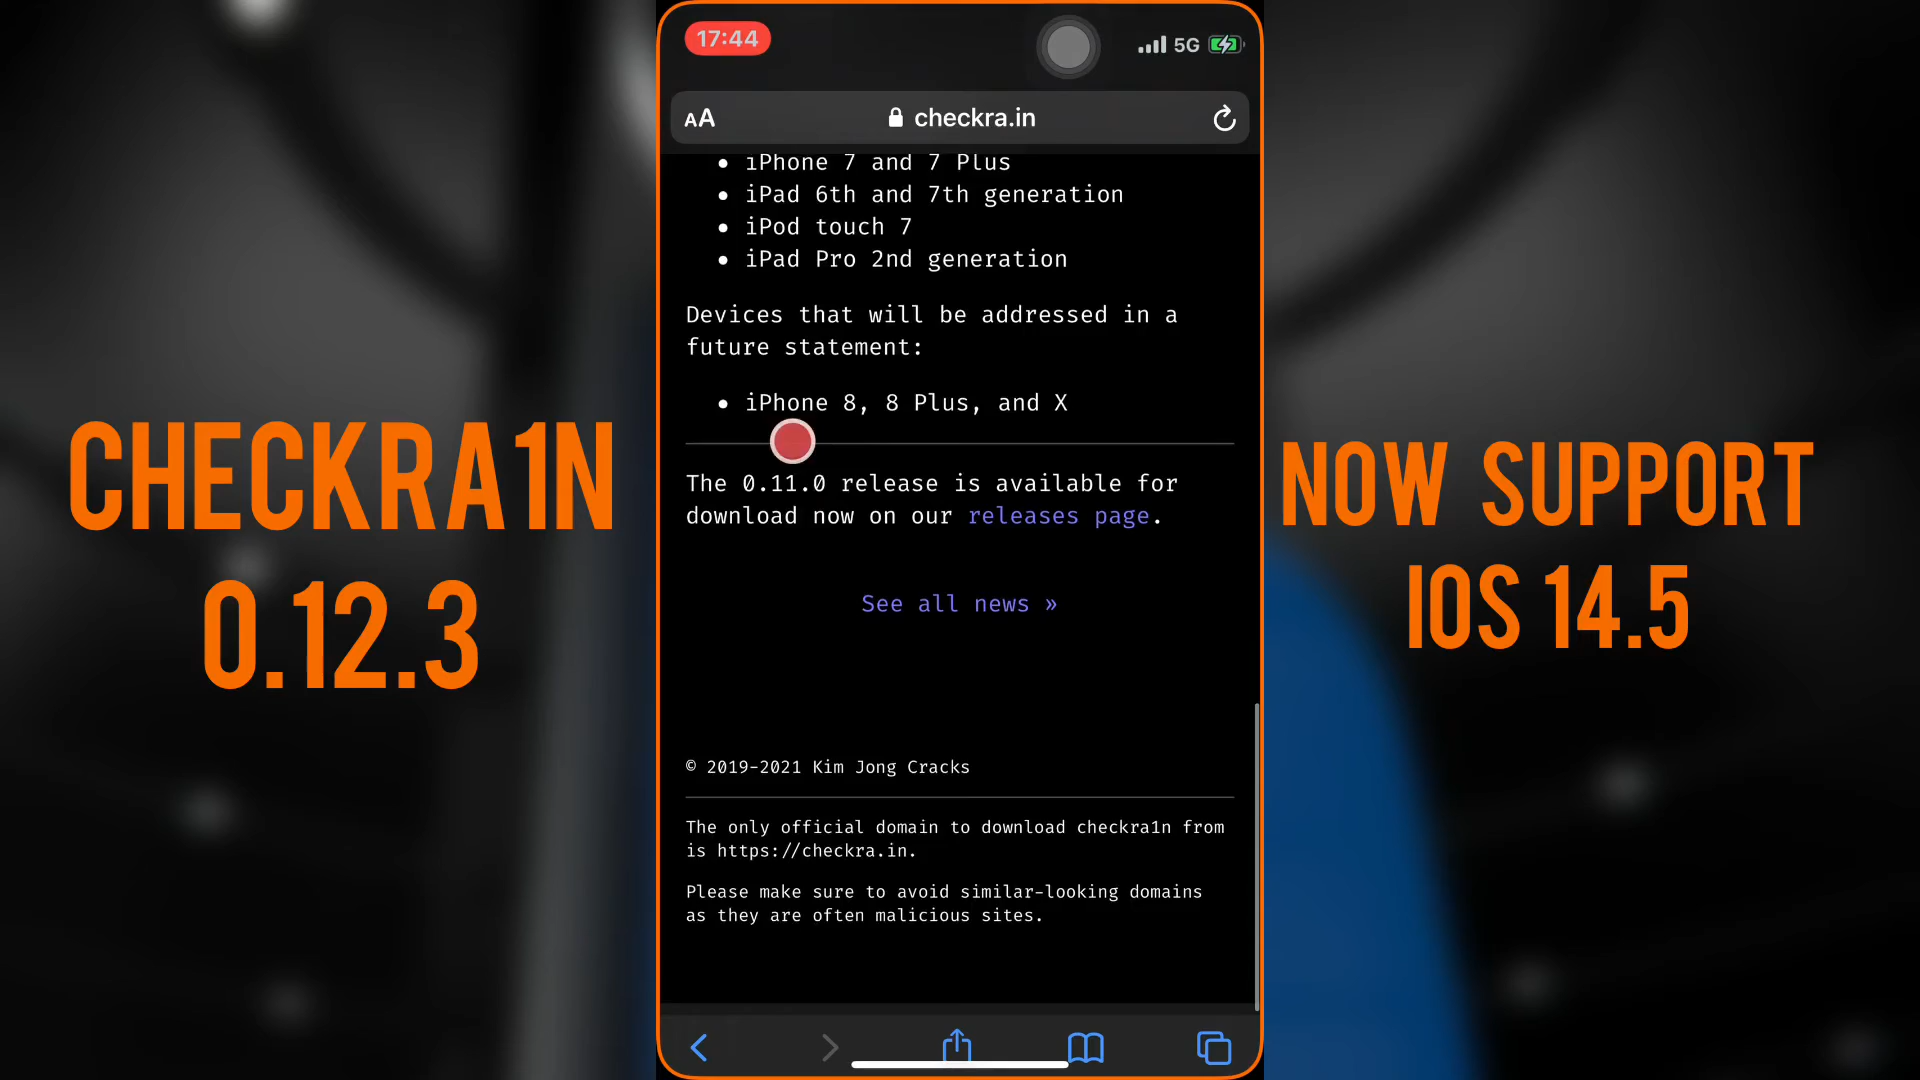 CHECKRA1N
0.12.3
17:44
5G
AA
checkra.in
• iPhone 7 and 7 Plus
• iPad 6th and 7th generation
• iPod touch 7
• iPad Pro 2nd generation
Devices that will be addressed in a
future statement:
• iPhone 8, 8 Plus, and X
The 0.11.0 release is available for
download now on our releases page.
See all news »
© 2019-2021 Kim Jong Cracks
The only official domain to download checkra1n from
is https://checkra.in.
Please make sure to avoid similar-looking domains
as they are often malicious sites.
NOW SUPPORT
IOS 14.5